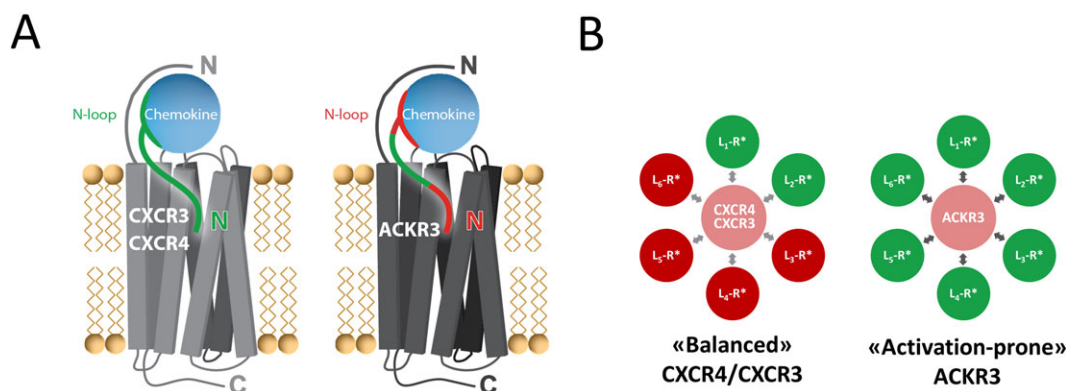 A
N
N-loop
Chemokine
CXCR3
CXCR4
N
C
N
N-loop
Chemokine
ACKR3
N
C
B
L₁-R*
L₆-R*
L₂-R*
CXCR4
CXCR3
L₅-R*
L₃-R*
L₄-R*
«Balanced»
CXCR4/CXCR3
L₁-R*
L₆-R*
L₂-R*
ACKR3
L₅-R*
L₃-R*
L₄-R*
«Activation-prone»
ACKR3